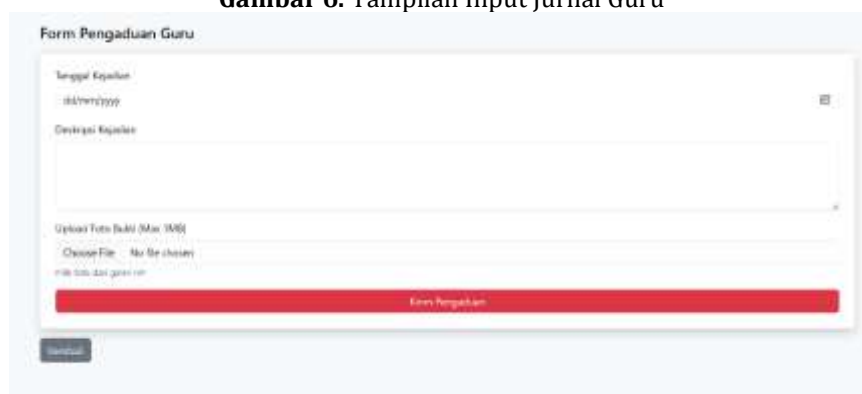 Gambar 6. Tampilan Input Jurnal Guru
Form Pengaduan Guru
Tanggal Kejadian
dd/mm/yyyy
Deskripsi Kejadian
Upload Foto Bukti (Max 1MB)
Choose File No file chosen
Kirim Pengaduan
Kembali